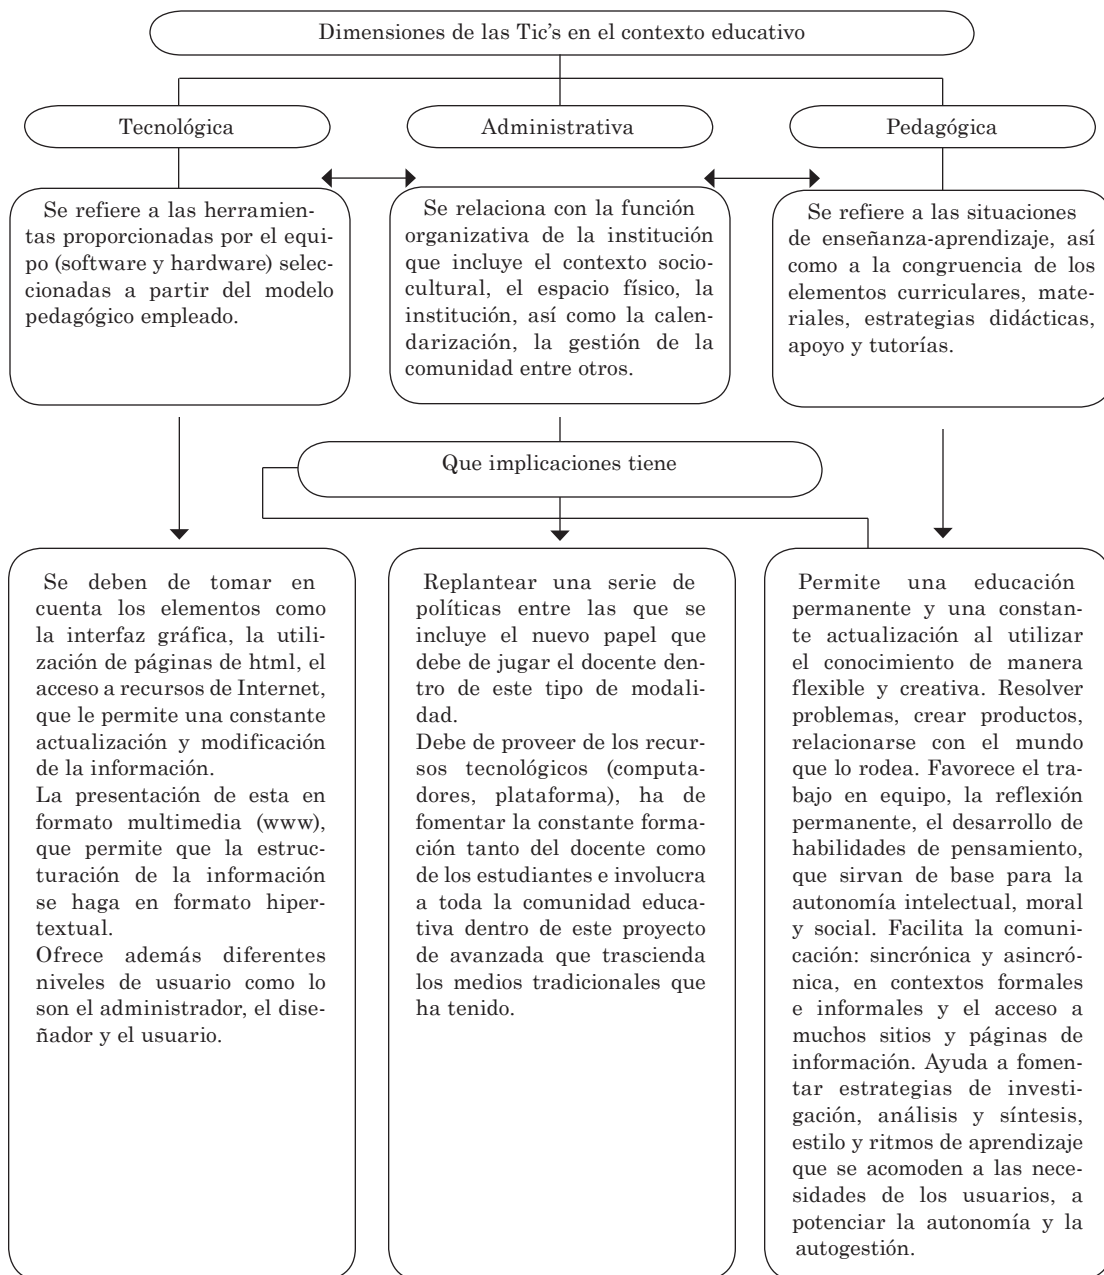 Dimensiones de las Tic's en el contexto educativo
Tecnológica
Administrativa
Pedagógica
Se refiere a las herramien-
tas proporcionadas por el equi-
po (software y hardware) selec-
cionadas a partir del modelo
pedagógico empleado.
Se relaciona con la función
organizativa de la institución
que incluye el contexto socio-
cultural, el espacio físico, la
institución, así como la calen-
darización, la gestión de la
comunidad entre otros.
Se refiere a las situaciones
de enseñanza-aprendizaje, así
como a la congruencia de los
elementos curriculares, mate-
riales, estrategias didácticas,
apoyo y tutorías.
Que implicaciones tiene
Se deben de tomar en
cuenta los elementos como
la interfaz gráfica, la utili-
zación de páginas de html, el
acceso a recursos de Internet,
que le permite una constante
actualización y modificación
de la información.
La presentación de esta en
formato multimedia (www),
que permite que la estruc-
turación de la información
se haga en formato hiper-
textual.
Ofrece además diferentes
niveles de usuario como lo
son el administrador, el dise-
ñador y el usuario.
Replantear una serie de
políticas entre las que se
incluye el nuevo papel que
debe de jugar el docente den-
tro de este tipo de modali-
dad.
Debe de proveer de los recur-
sos tecnológicos (computa-
dores, plataforma), ha de
fomentar la constante forma-
ción tanto del docente como
de los estudiantes e involucra
a toda la comunidad educa-
tiva dentro de este proyecto
de avanzada que trascienda
los medios tradicionales que
ha tenido.
Permite una educación
permanente y una constan-
te actualización al utilizar
el conocimiento de manera
flexible y creativa. Resolver
problemas, crear productos,
relacionarse con el mundo
que lo rodea. Favorece el tra-
bajo en equipo, la reflexión
permanente, el desarrollo de
habilidades de pensamiento,
que sirvan de base para la
autonomía intelectual, moral
y social. Facilita la comuni-
cación: sincrónica y asincró-
nica, en contextos formales
e informales y el acceso a
muchos sitios y páginas de
información. Ayuda a fomen-
tar estrategias de investi-
gación, análisis y síntesis,
estilo y ritmos de aprendizaje
que se acomoden a las nece-
sidades de los usuarios, a
potenciar la autonomía y la
autogestión.